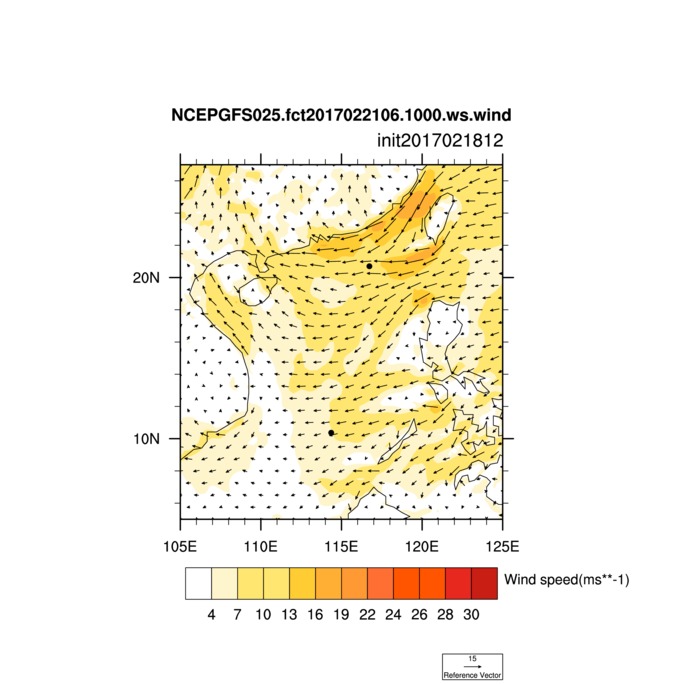 NCEPGFS025.fct2017022106.1000.ws.wind
init2017021812
20N
10N
105E 110E 115E 120E 125E
Wind speed(ms**-1)
4 7 10 13 16 19 22 24 26 28 30
15
Reference Vector